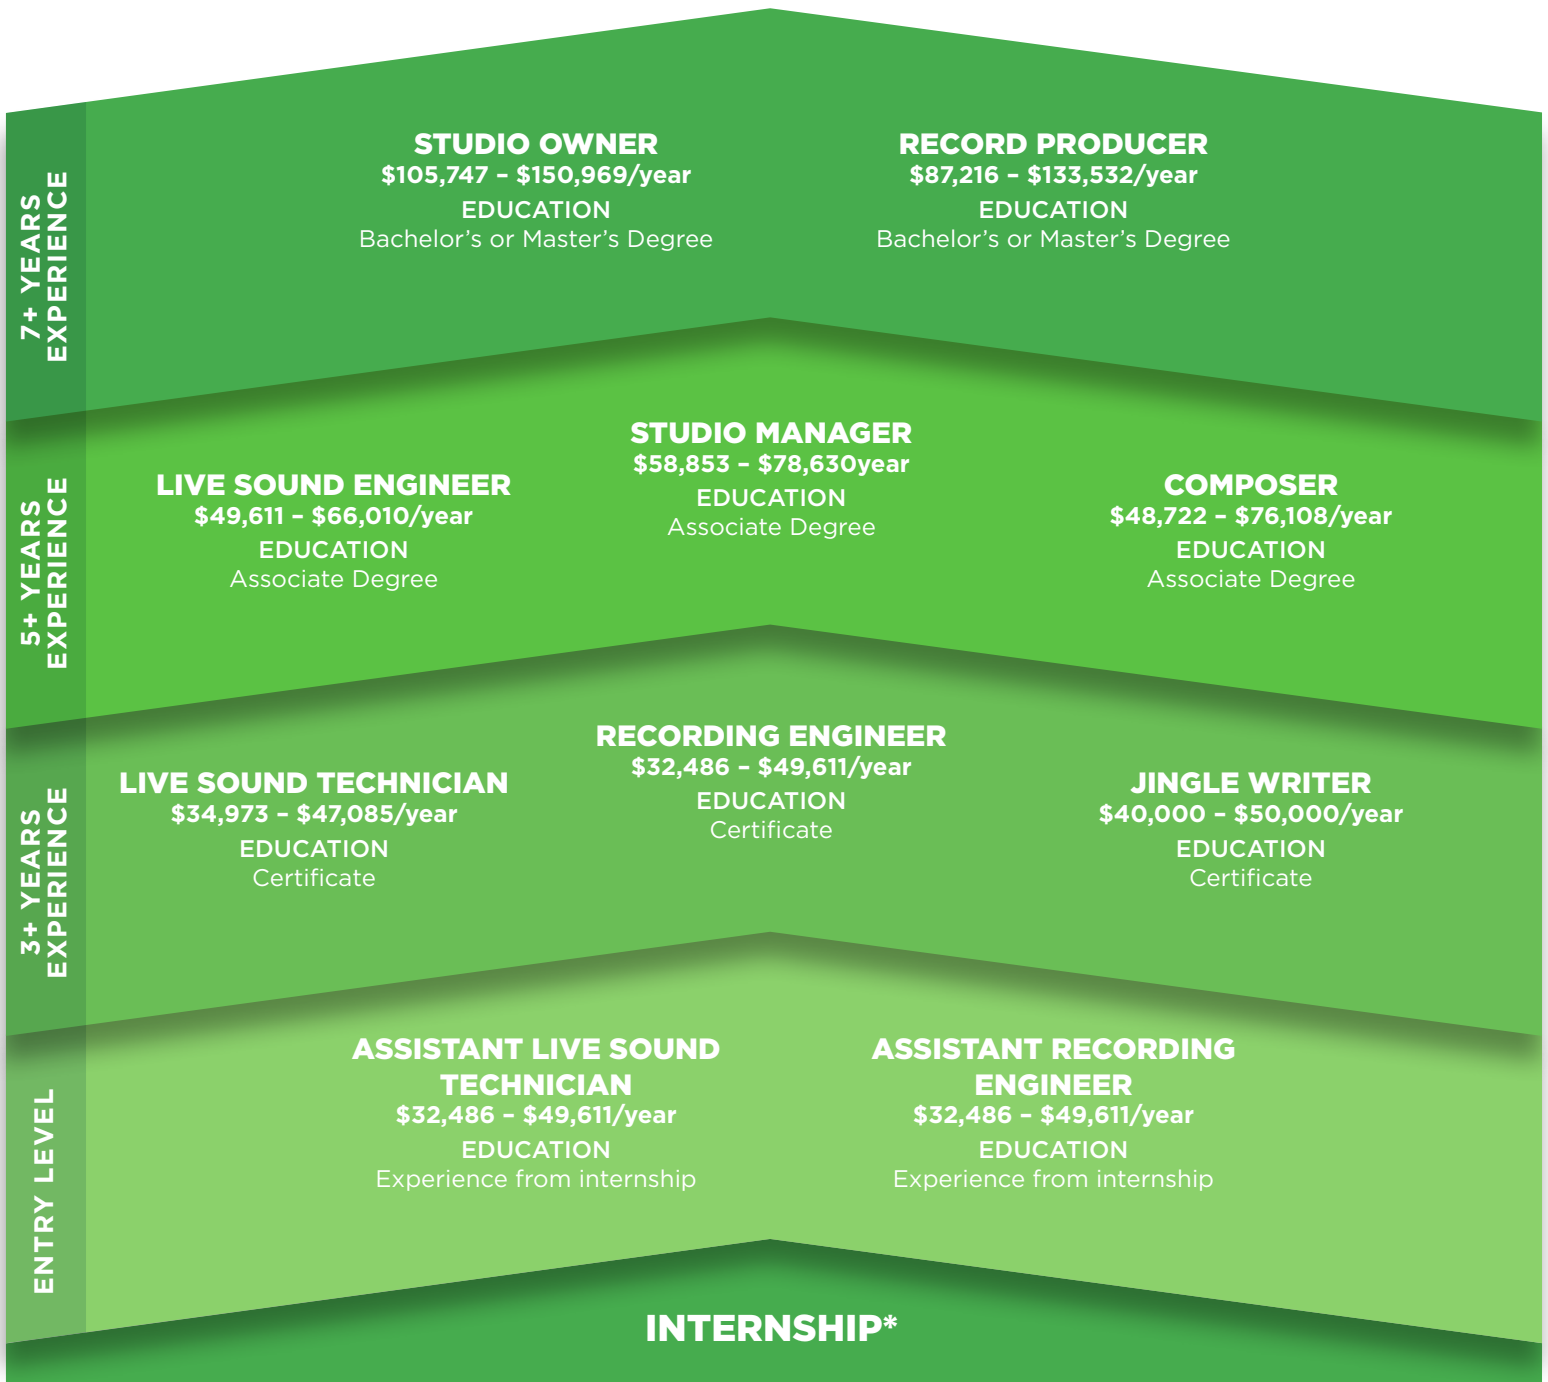 7+ YEARS
EXPERIENCE
STUDIO OWNER
$105,747 – $150,969/year
EDUCATION
Bachelor’s or Master’s Degree
RECORD PRODUCER
$87,216 – $133,532/year
EDUCATION
Bachelor’s or Master’s Degree
5+ YEARS
EXPERIENCE
LIVE SOUND ENGINEER
$49,611 – $66,010/year
EDUCATION
Associate Degree
STUDIO MANAGER
$58,853 – $78,630year
EDUCATION
Associate Degree
COMPOSER
$48,722 – $76,108/year
EDUCATION
Associate Degree
3+ YEARS
EXPERIENCE
LIVE SOUND TECHNICIAN
$34,973 – $47,085/year
EDUCATION
Certificate
RECORDING ENGINEER
$32,486 – $49,611/year
EDUCATION
Certificate
JINGLE WRITER
$40,000 – $50,000/year
EDUCATION
Certificate
ENTRY LEVEL
ASSISTANT LIVE SOUND
TECHNICIAN
$32,486 – $49,611/year
EDUCATION
Experience from internship
ASSISTANT RECORDING
ENGINEER
$32,486 – $49,611/year
EDUCATION
Experience from internship
INTERNSHIP*